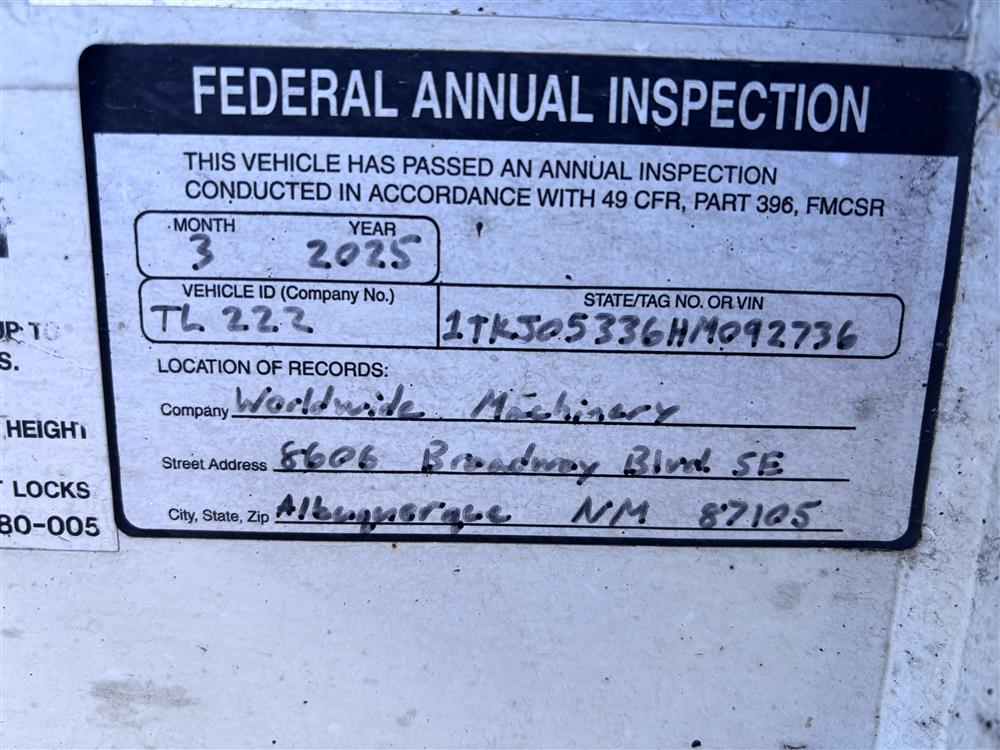 FEDERAL ANNUAL INSPECTION
THIS VEHICLE HAS PASSED AN ANNUAL INSPECTION
CONDUCTED IN ACCORDANCE WITH 49 CFR, PART 396, FMCSR
MONTH YEAR
3 2025
VEHICLE ID (Company No.) STATE/TAG NO. OR VIN
TL 222 1TKJ05336HM092736
LOCATION OF RECORDS:
Company Worldwide Machinery
Street Address 8606 Broadway Blvd SE
City, State, Zip Albuquerque NM 87105
UP TO
S.
HEIGHT
LOCKS
80-005